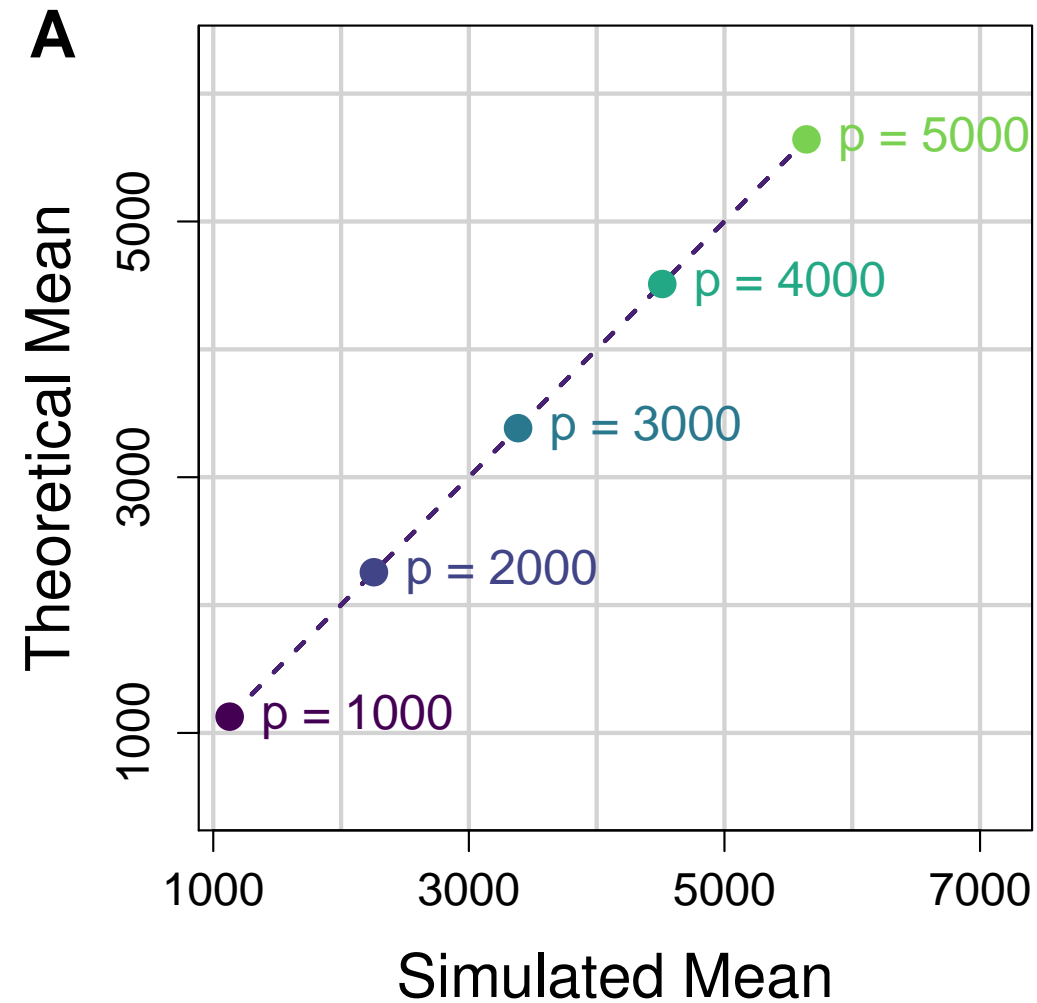 A
Theoretical Mean
5000
3000
1000
p = 5000
p = 4000
p = 3000
p = 2000
p = 1000
1000 3000 5000 7000
Simulated Mean